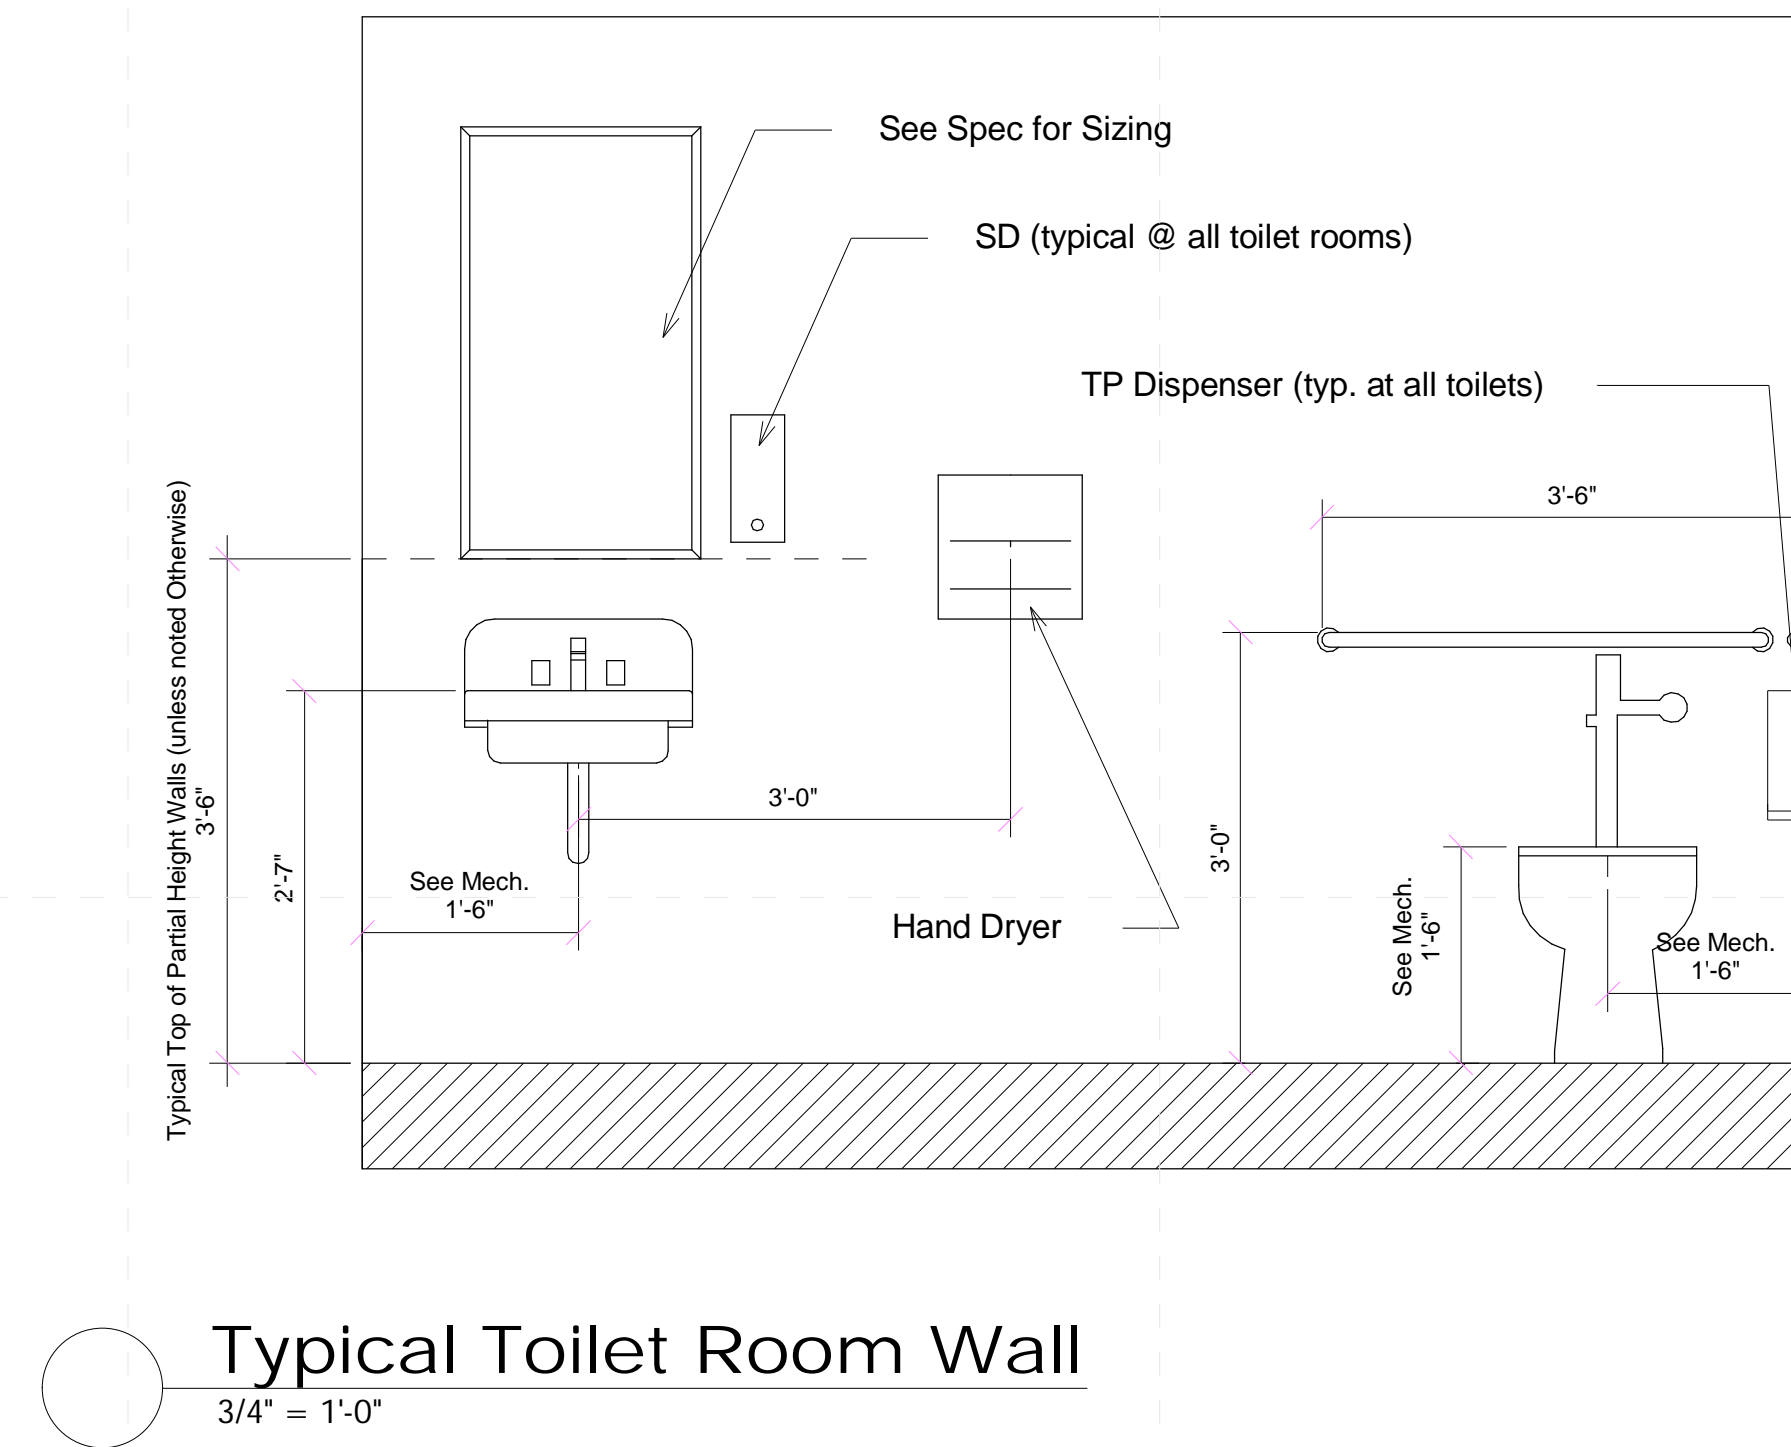 See Spec for Sizing
SD (typical @ all toilet rooms)
TP Dispenser (typ. at all toilets)
3'-6"
Typical Top of Partial Height Walls (unless noted Otherwise)
3'-6"
2'-7"
3'-0"
See Mech.
1'-6"
Hand Dryer
3'-0"
See Mech.
1'-6"
See Mech.
1'-6"
Typical Toilet Room Wall
3/4" = 1'-0"